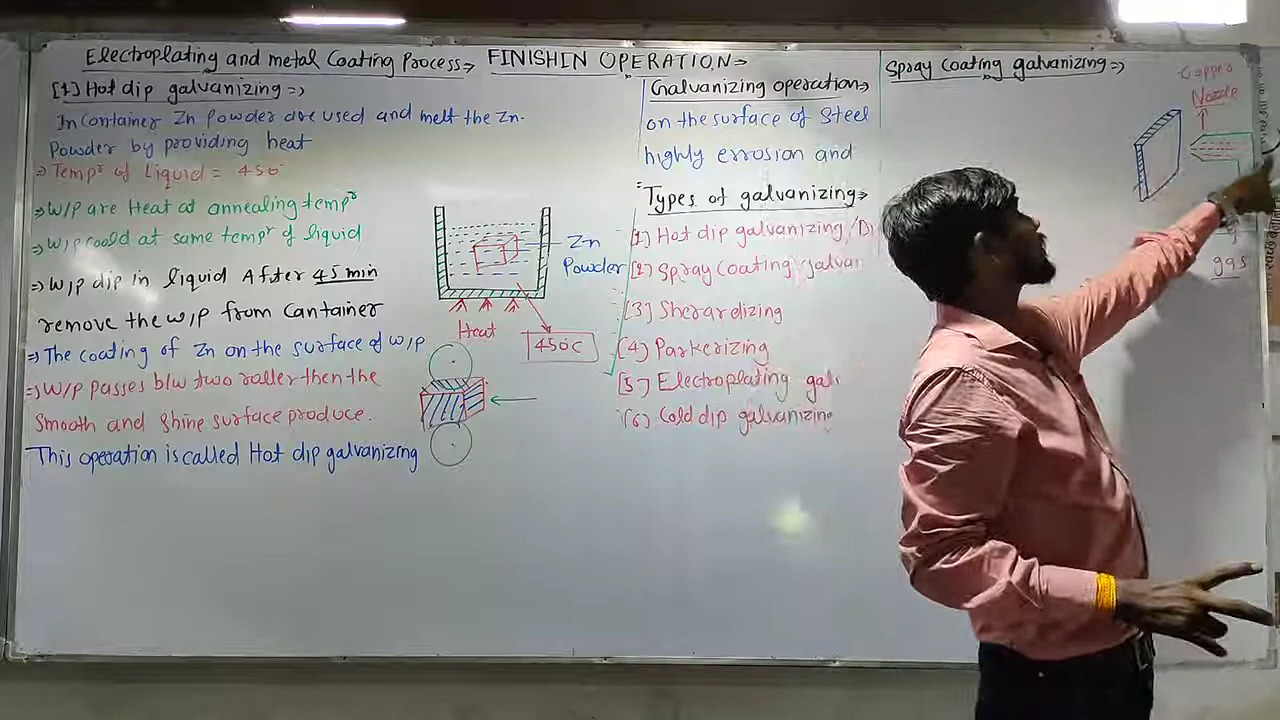 Electroplating and metal Coating Process⇒ FINISHIN OPERATION⇒
[1] Hot dip galvanizing =>
In Container Zn Powder are used and melt the Zn.
Powder by providing heat
⇒ Tempʳ of Liquid = 450°
⇒ W/P are Heat at annealing tempʳ
⇒ W/P Coold at same tempʳ of liquid
⇒ W/P dip in liquid After 45 min
remove the W/P from Cantainer
⇒ The coating of Zn on the surface of W/P
⇒ W/P Passes b/w two roller then the
Smooth and Shine surface produce.
This operation is called Hot dip galvanizing
Zn
Powder
Heat
450°C
Galvanizing operation⇒
on the surface of Steel
highly errosion and
Types of galvanizing⇒
[1] Hot dip galvanizing/D
[2] Spray Coating galvan
[3] Sherardizing
[4] Parkerizing
[5] Electroplating gal
(6) Cold dip galvanizing
Spray Coating galvanizing =>
Copper
Nozzle
gas